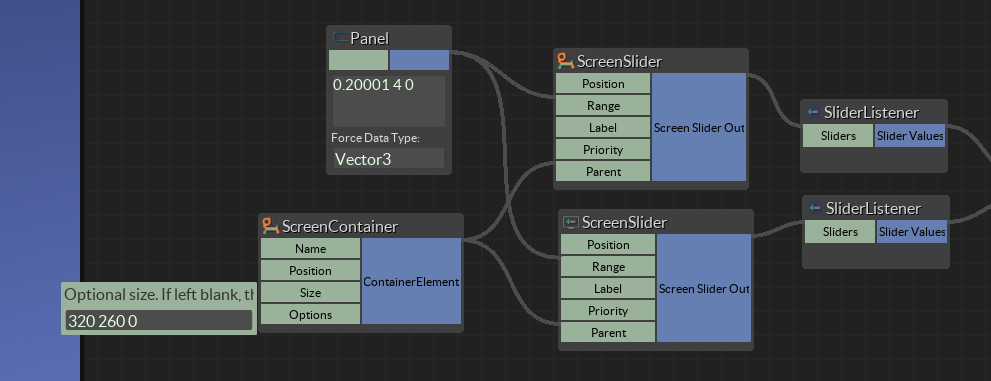 Panel
0.20001 4 0
Force Data Type:
Vector3
ScreenSlider
Position
Range
Label
Priority
Parent
Screen Slider Out
SliderListener
Sliders
Slider Values
ScreenContainer
Name
Position
Size
Options
ContainerElement
Optional size. If left blank, th
320 260 0
ScreenSlider
Position
Range
Label
Priority
Parent
Screen Slider Out
SliderListener
Sliders
Slider Values